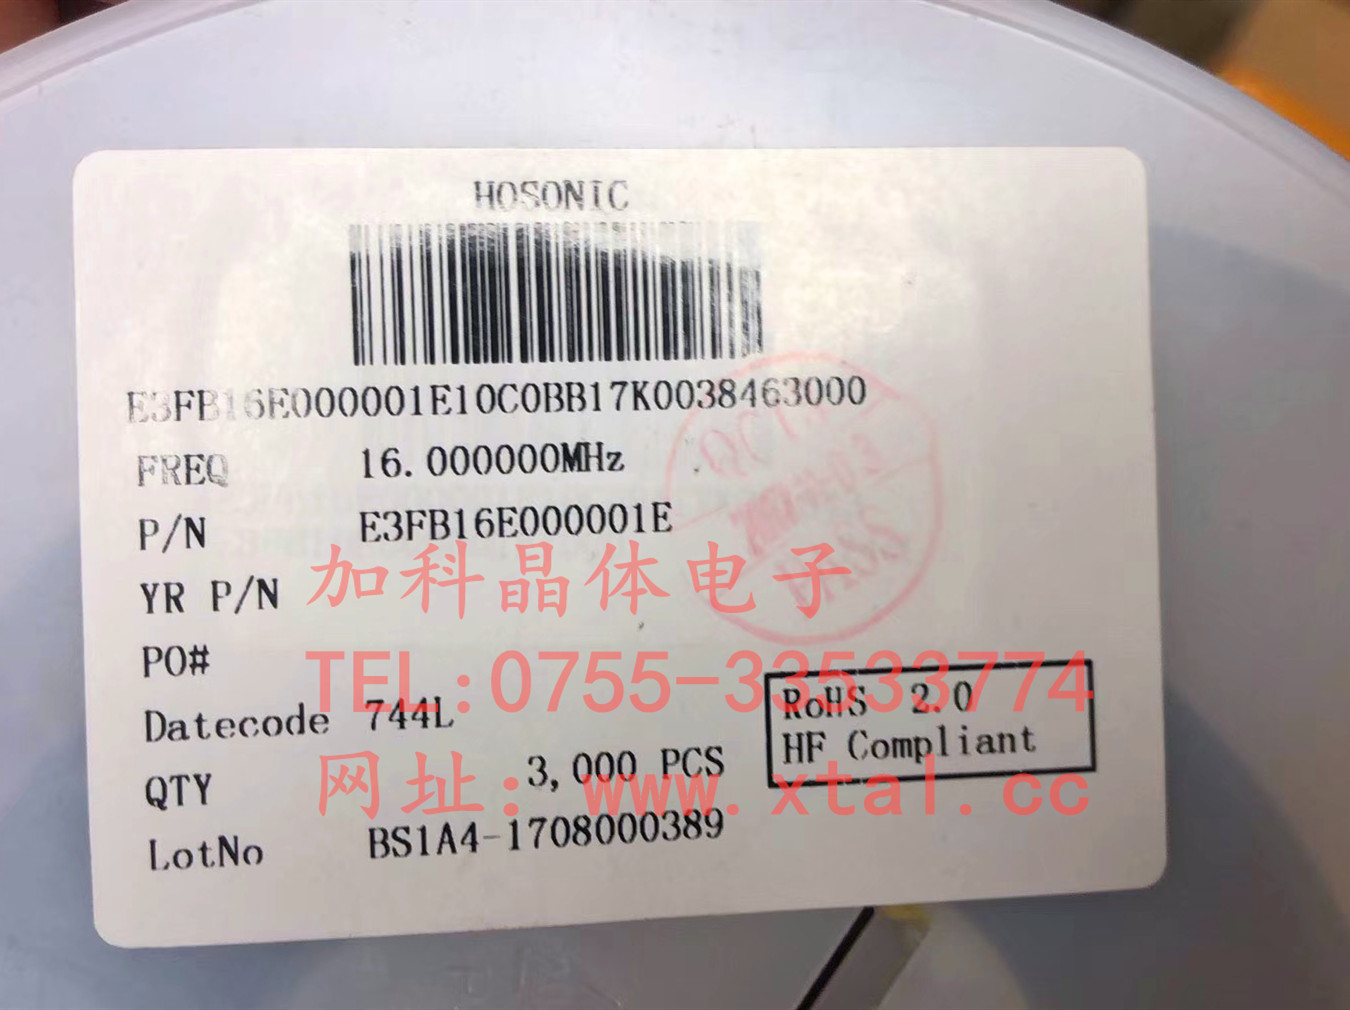 HOSONIC
E3FB16E000001E10C0BB17K0038463000
FREQ 16.000000MHz
P/N E3FB16E000001E
YR P/N
加科晶体电子
PO#
TEL:0755-33533774
Datecode 744L
RoHS 2.0
HF Compliant
QTY 3,000 PCS
网址:www.xtal.cc
LotNo BS1A4-1708000389
PASS